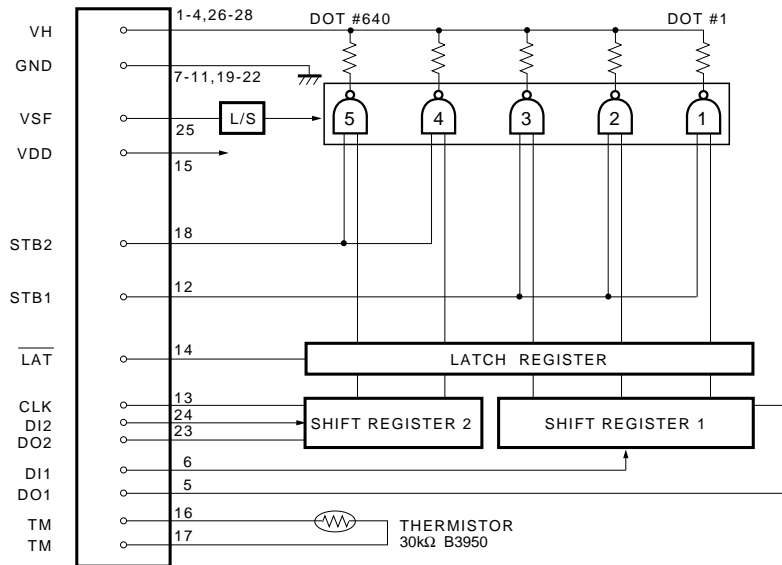 1-4,26-28
DOT #640
DOT #1
VH
GND
7-11,19-22
VSF
L/S
25
5
4
3
2
1
VDD
15
STB2
18
STB1
12
LAT
14
LATCH REGISTER
CLK
13
DI2
24
SHIFT REGISTER 2
SHIFT REGISTER 1
DO2
23
DI1
6
DO1
5
TM
16
THERMISTOR
30kΩ B3950
TM
17